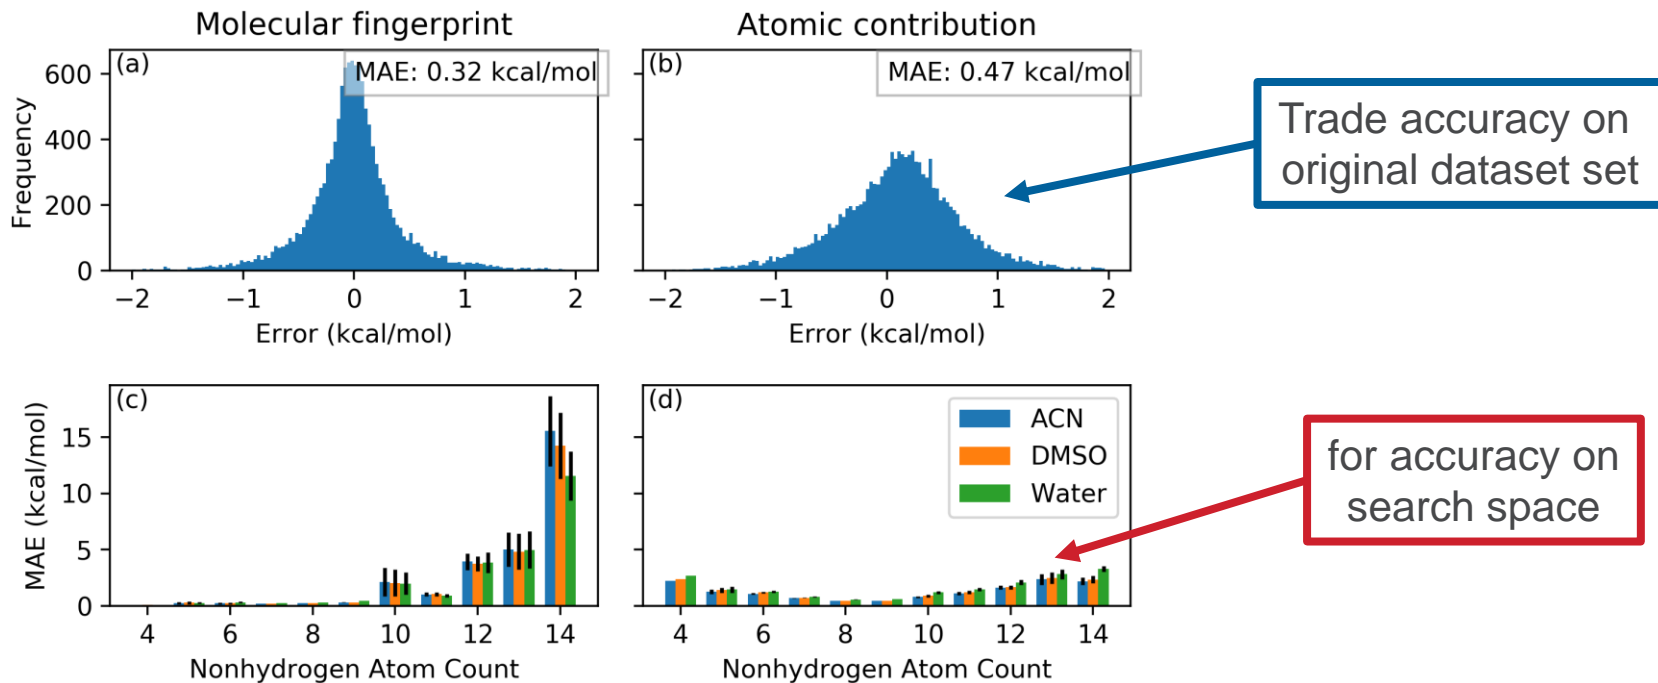 Molecular fingerprint
Atomic contribution
(a)
MAE: 0.32 kcal/mol
(b)
MAE: 0.47 kcal/mol
Trade accuracy on
original dataset set
Frequency
600
400
200
0
−2 −1 0 1 2
Error (kcal/mol)
−2 −1 0 1 2
Error (kcal/mol)
(c)
(d)
MAE (kcal/mol)
15
10
5
0
ACN
DMSO
Water
for accuracy on
search space
4 6 8 10 12 14
Nonhydrogen Atom Count
4 6 8 10 12 14
Nonhydrogen Atom Count